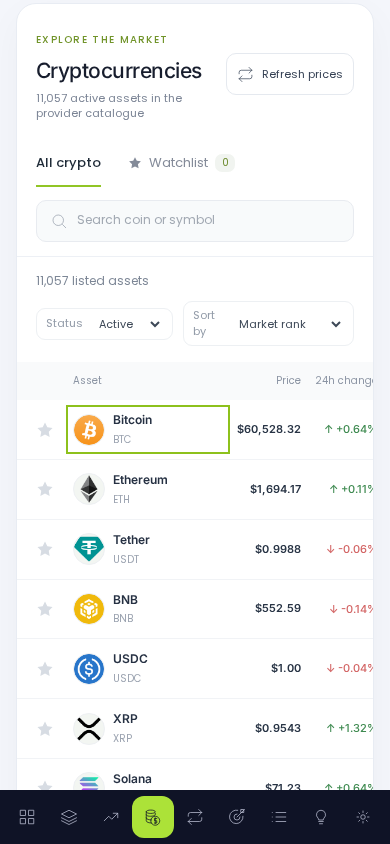 EXPLORE THE MARKET
Cryptocurrencies
Refresh prices
11,057 active assets in the
provider catalogue
All crypto
Watchlist 0
Search coin or symbol
11,057 listed assets
Status Active
Sort
by
Market rank
Asset Price 24h change
Bitcoin
BTC
$60,528.32 ↑ +0.64%
Ethereum
ETH
$1,694.17 ↑ +0.11%
Tether
USDT
$0.9988 ↓ -0.06%
BNB
BNB
$552.59 ↓ -0.14%
USDC
USDC
$1.00 ↓ -0.04%
XRP
XRP
$0.9543 ↑ +1.32%
Solana
$71.23 ↑ +0.64%